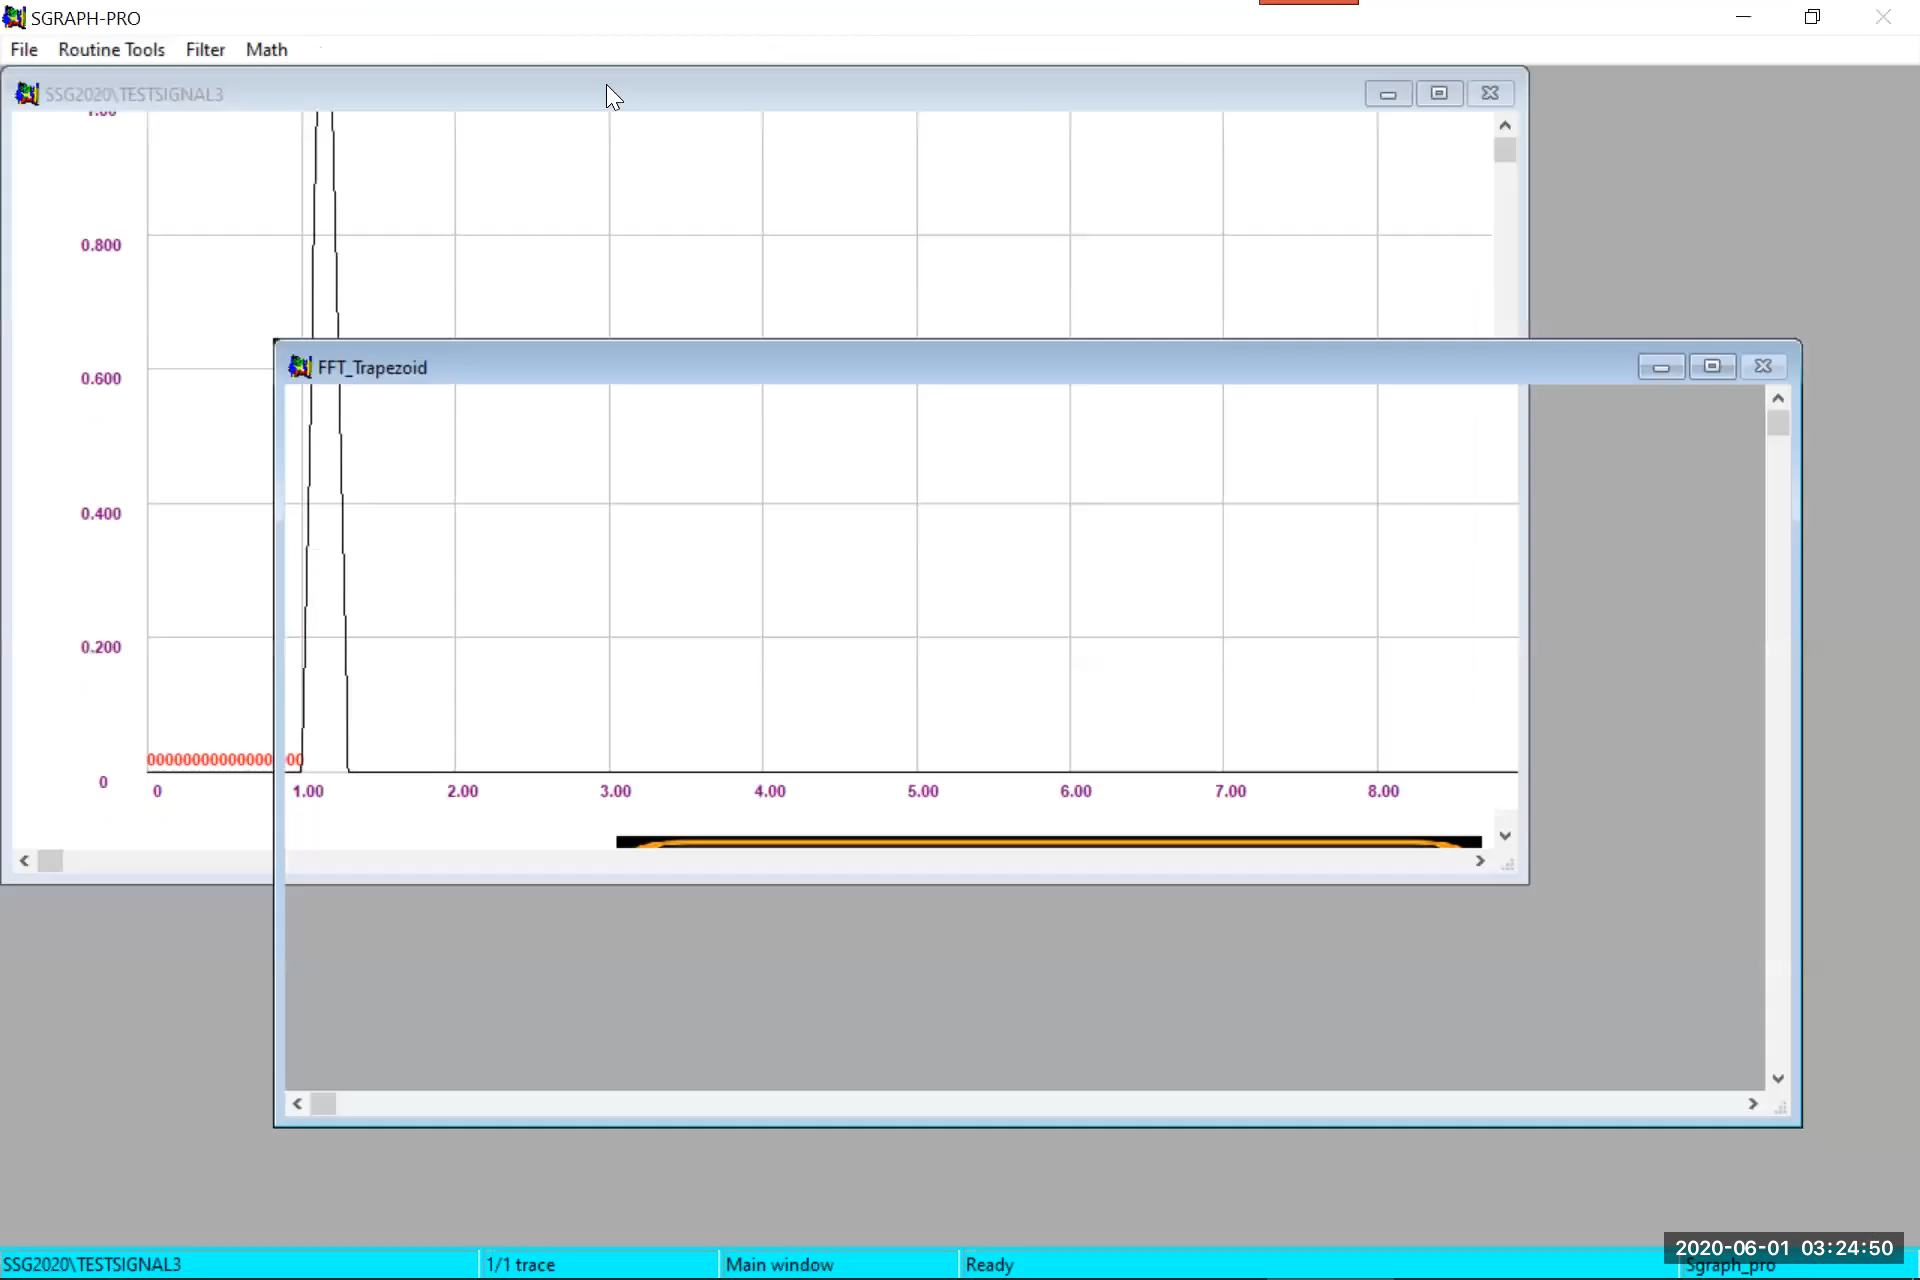 SGRAPH-PRO
File Routine Tools Filter Math
SSG2020\TESTSIGNAL3
1.00
0.800
FFT_Trapezoid
0.600
0.400
0.200
000000000000000000
0
0 1.00 2.00 3.00 4.00 5.00 6.00 7.00 8.00
2020-06-01 03:24:50
SSG2020\TESTSIGNAL3 1/1 trace Main window Ready Sgraph_pro